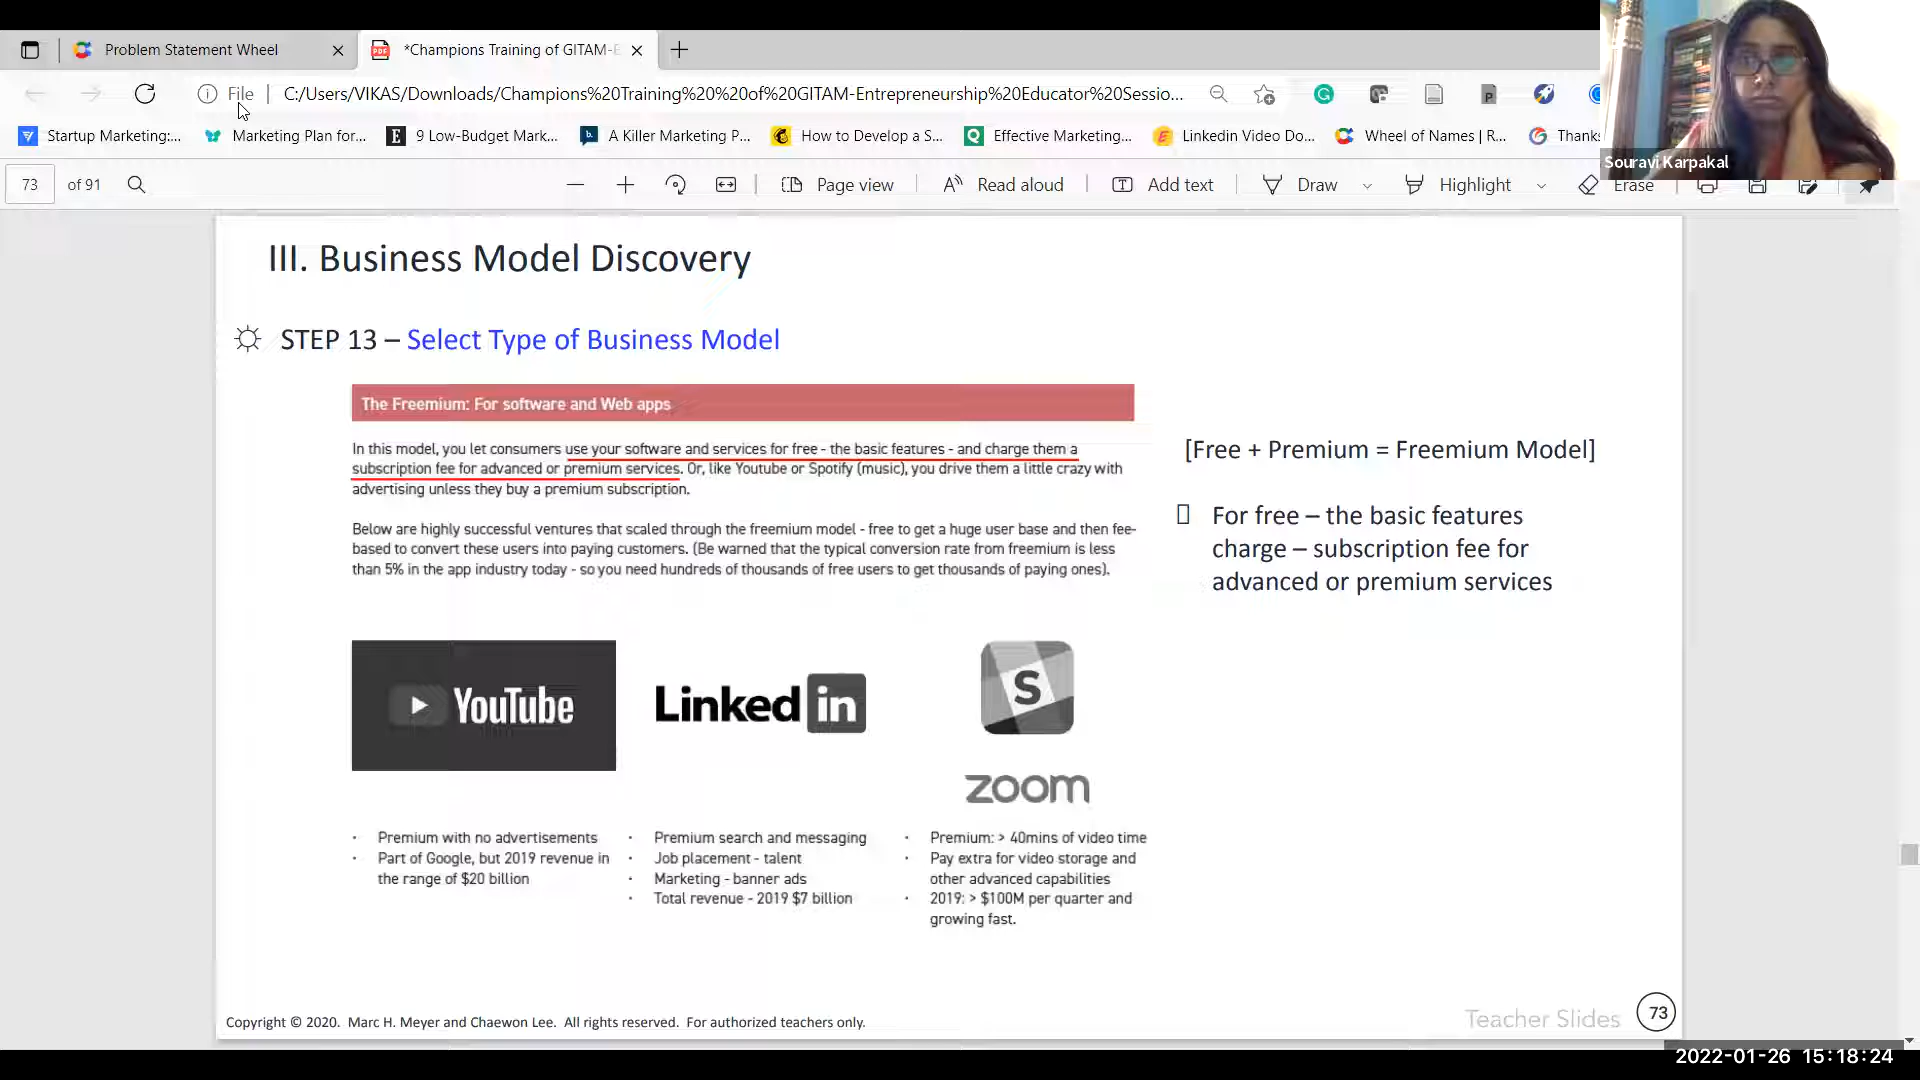 Problem Statement Wheel
*Champions Training of GITAM-E
File
C:/Users/VIKAS/Downloads/Champions%20Training%20%20of%20GITAM-Entrepreneurship%20Educator%20Sessio...
Startup Marketing:...
Marketing Plan for...
9 Low-Budget Mark...
A Killer Marketing P...
How to Develop a S...
Effective Marketing...
Linkedin Video Do...
Wheel of Names | R...
Thanks
Souravi Karpakal
73 of 91
Page view
Read aloud
Add text
Draw
Highlight
Erase
III. Business Model Discovery
STEP 13 – Select Type of Business Model
The Freemium: For software and Web apps
In this model, you let consumers use your software and services for free - the basic features - and charge them a
subscription fee for advanced or premium services. Or, like Youtube or Spotify (music), you drive them a little crazy with
advertising unless they buy a premium subscription.
Below are highly successful ventures that scaled through the freemium model - free to get a huge user base and then fee-
based to convert these users into paying customers. (Be warned that the typical conversion rate from freemium is less
than 5% in the app industry today - so you need hundreds of thousands of free users to get thousands of paying ones).
[Free + Premium = Freemium Model]
For free – the basic features
charge – subscription fee for
advanced or premium services
YouTube
Linked in
S
zoom
· Premium with no advertisements
· Part of Google, but 2019 revenue in
the range of $20 billion
· Premium search and messaging
· Job placement - talent
· Marketing - banner ads
· Total revenue - 2019 $7 billion
· Premium: > 40mins of video time
· Pay extra for video storage and
other advanced capabilities
· 2019: > $100M per quarter and
growing fast.
Copyright © 2020. Marc H. Meyer and Chaewon Lee. All rights reserved. For authorized teachers only.
Teacher Slides
73
2022-01-26 15:18:24